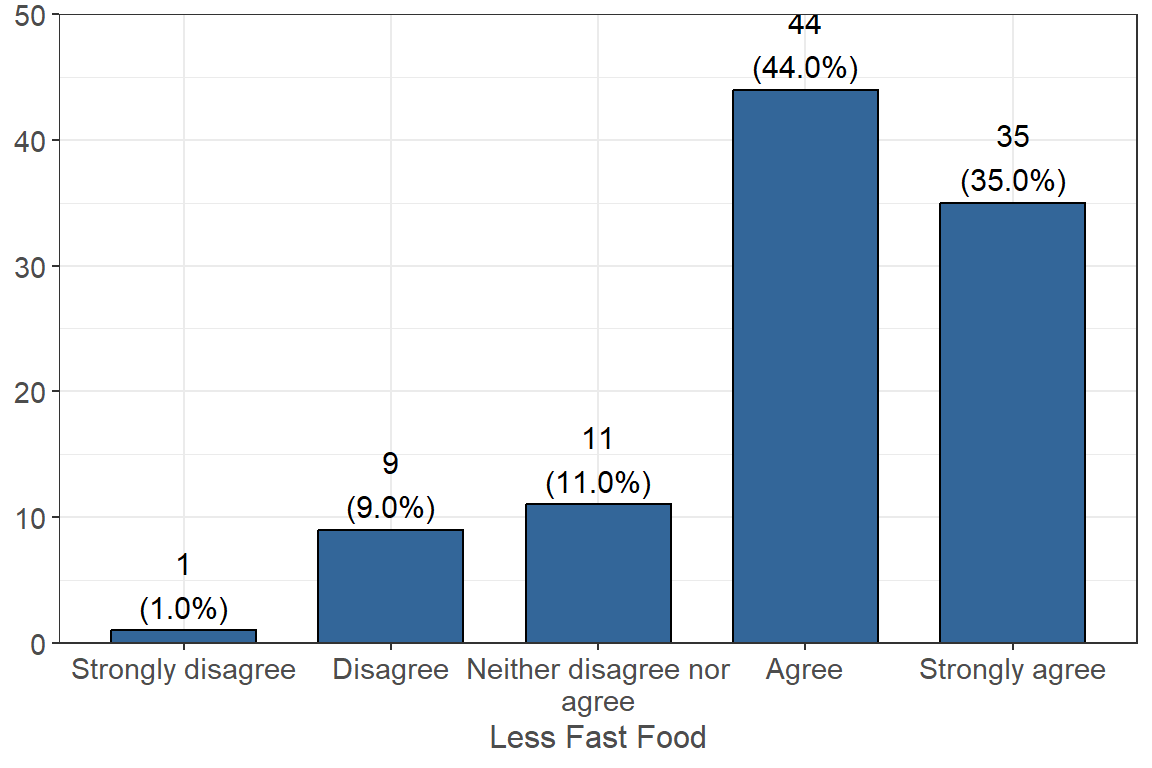 50
40
30
20
10
0
1
(1.0%)
9
(9.0%)
11
(11.0%)
44
(44.0%)
35
(35.0%)
Strongly disagree
Disagree
Neither disagree nor
agree
Agree
Strongly agree
Less Fast Food